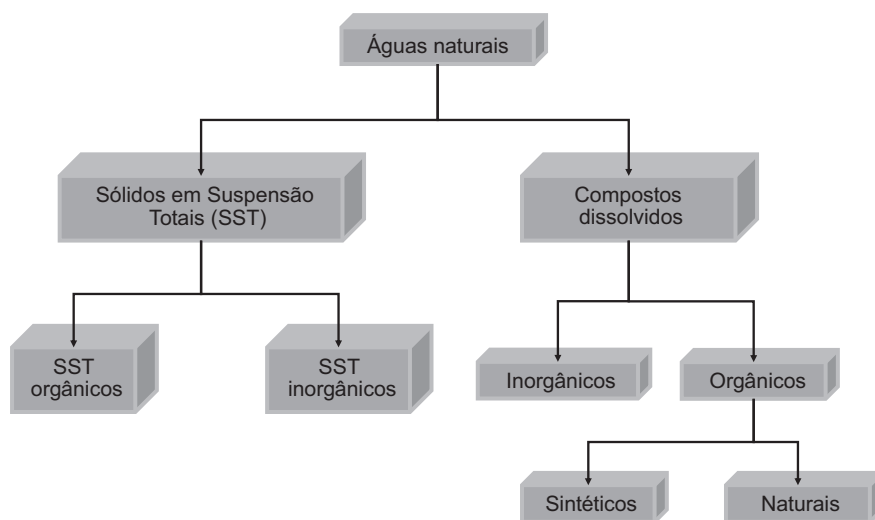 Águas naturais
Sólidos em Suspensão
Totais (SST)
Compostos
dissolvidos
SST
orgânicos
SST
inorgânicos
Inorgânicos
Orgânicos
Sintéticos
Naturais